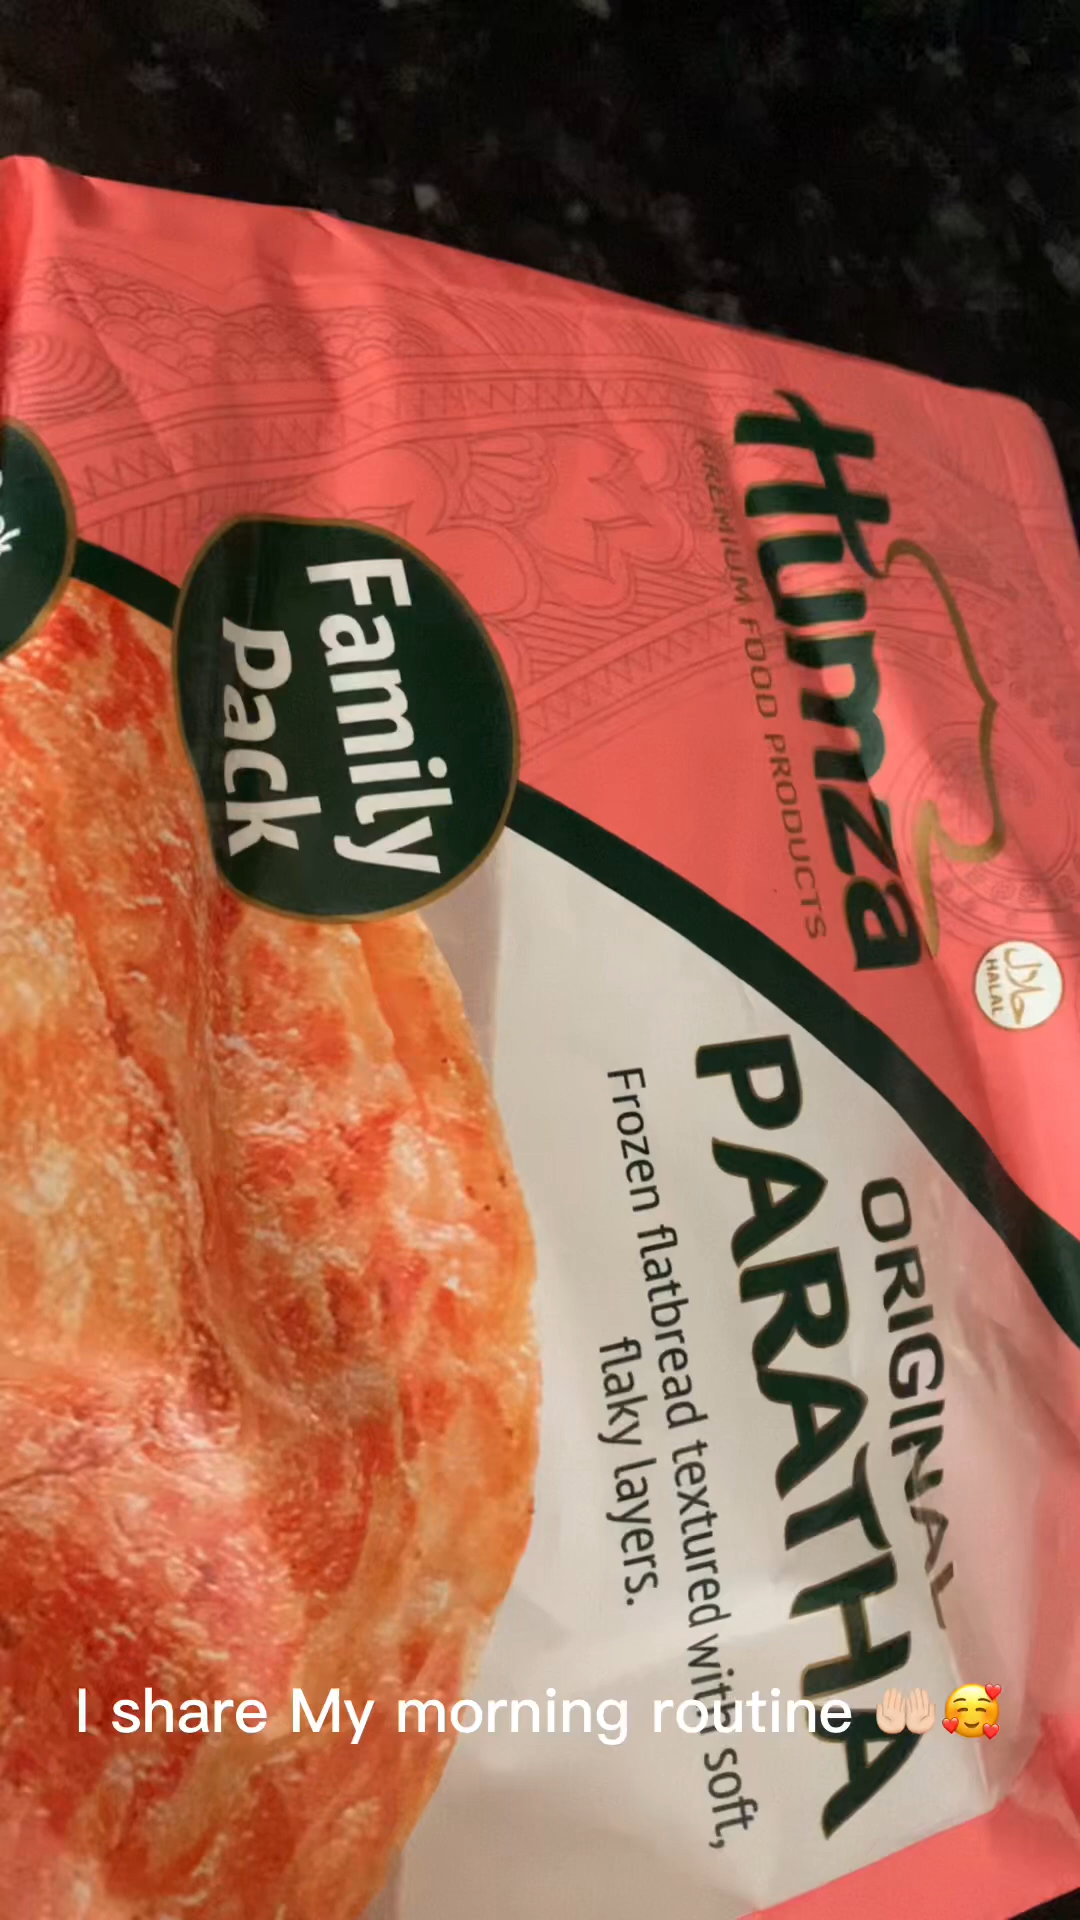 Humza
PREMIUM FOOD PRODUCTS
حلال
HALAL
ORIGINAL
PARATHA
Frozen flatbread textured with soft,
flaky layers.
Family
Pack
I share My morning routine 🤲🏻🥰